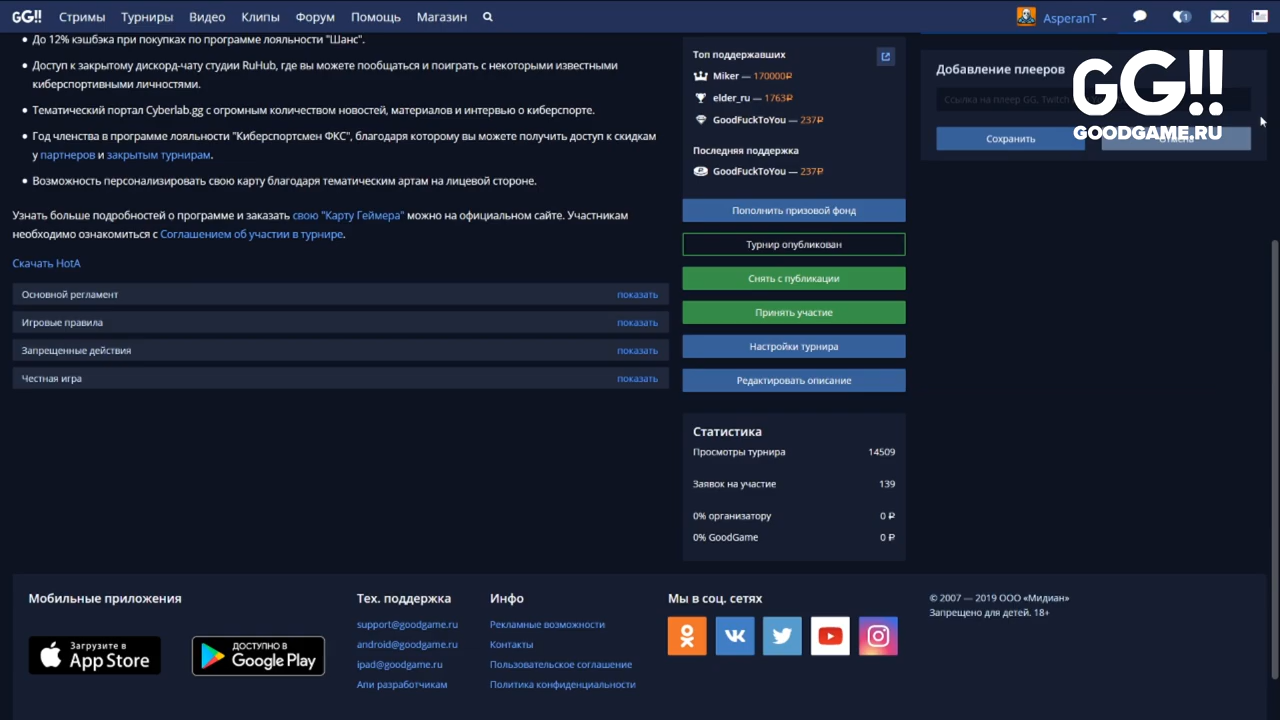 GG!! Стримы Турниры Видео Клипы Форум Помощь Магазин AsperanT 1
До 12% кэшбэка при покупках по программе лояльности "Шанс".
Доступ к закрытому дискорд-чату студии RuHub, где вы можете пообщаться и поиграть с некоторыми известными
киберспортивными личностями.
Тематический портал Cyberlab.gg с огромным количеством новостей, материалов и интервью о киберспорте.
Год членства в программе лояльности "Киберспортсмен ФКС", благодаря которому вы можете получить доступ к скидкам
у партнеров и закрытым турнирам.
Возможность персонализировать свою карту благодаря тематическим артам на лицевой стороне.
Узнать больше подробностей о программе и заказать свою "Карту Геймера" можно на официальном сайте. Участникам
необходимо ознакомиться с Соглашением об участии в турнире.
Скачать HotA
Основной регламент показать
Игровые правила показать
Запрещенные действия показать
Честная игра показать
Топ поддержавших
Miker — 170000₽
elder_ru — 1763₽
GoodFuckToYou — 237₽
Последняя поддержка
GoodFuckToYou — 237₽
Пополнить призовой фонд
Турнир опубликован
Снять с публикации
Принять участие
Настройки турнира
Редактировать описание
Статистика
Просмотры турнира 14509
Заявок на участие 139
0% организатору 0 ₽
0% GoodGame 0 ₽
Добавление плееров
Ссылка на плеер GG, Twitch
Сохранить
Отмена
GG!!
GOODGAME.RU
Мобильные приложения
Загрузите в
App Store
ДОСТУПНО В
Google Play
Тех. поддержка
support@goodgame.ru
android@goodgame.ru
ipad@goodgame.ru
Апи разработчикам
Инфо
Рекламные возможности
Контакты
Пользовательское соглашение
Политика конфиденциальности
Мы в соц. сетях
© 2007 — 2019 ООО «Мидиан»
Запрещено для детей. 18+